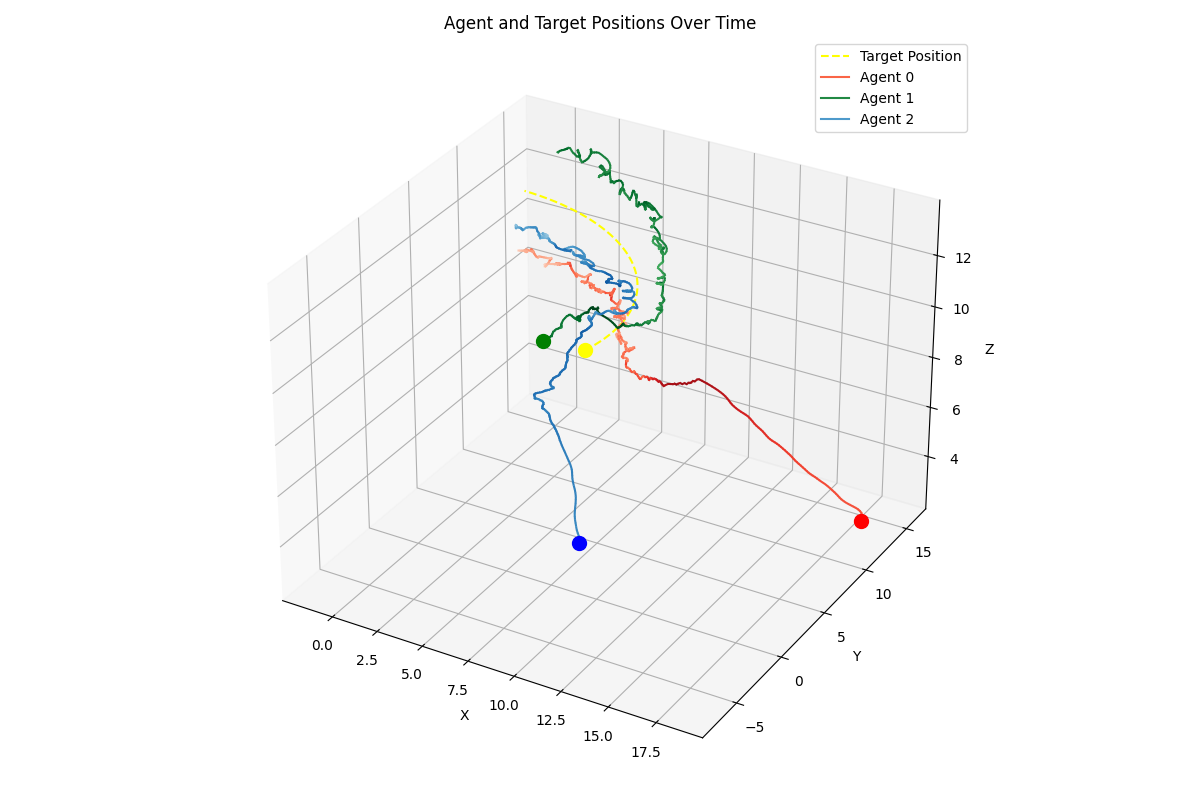 Agent and Target Positions Over Time
Target Position
Agent 0
Agent 1
Agent 2
12
10
Z
8
6
4
15
10
5
Y
0
−5
0.0
2.5
5.0
7.5
X
10.0
12.5
15.0
17.5